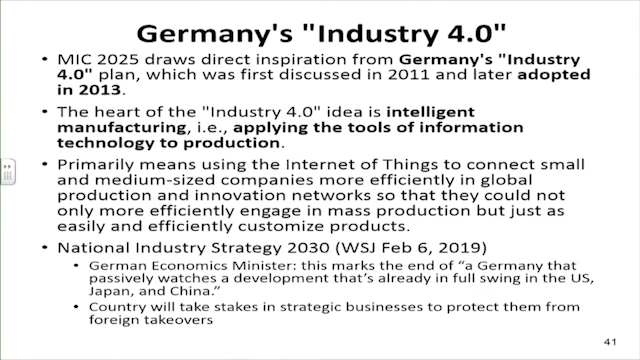 Germany's "Industry 4.0"
• MIC 2025 draws direct inspiration from Germany's "Industry
4.0" plan, which was first discussed in 2011 and later adopted
in 2013.
• The heart of the "Industry 4.0" idea is intelligent
manufacturing, i.e., applying the tools of information
technology to production.
• Primarily means using the Internet of Things to connect small
and medium-sized companies more efficiently in global
production and innovation networks so that they could not
only more efficiently engage in mass production but just as
easily and efficiently customize products.
• National Industry Strategy 2030 (WSJ Feb 6, 2019)
• German Economics Minister: this marks the end of “a Germany that
passively watches a development that’s already in full swing in the US,
Japan, and China.”
• Country will take stakes in strategic businesses to protect them from
foreign takeovers
41